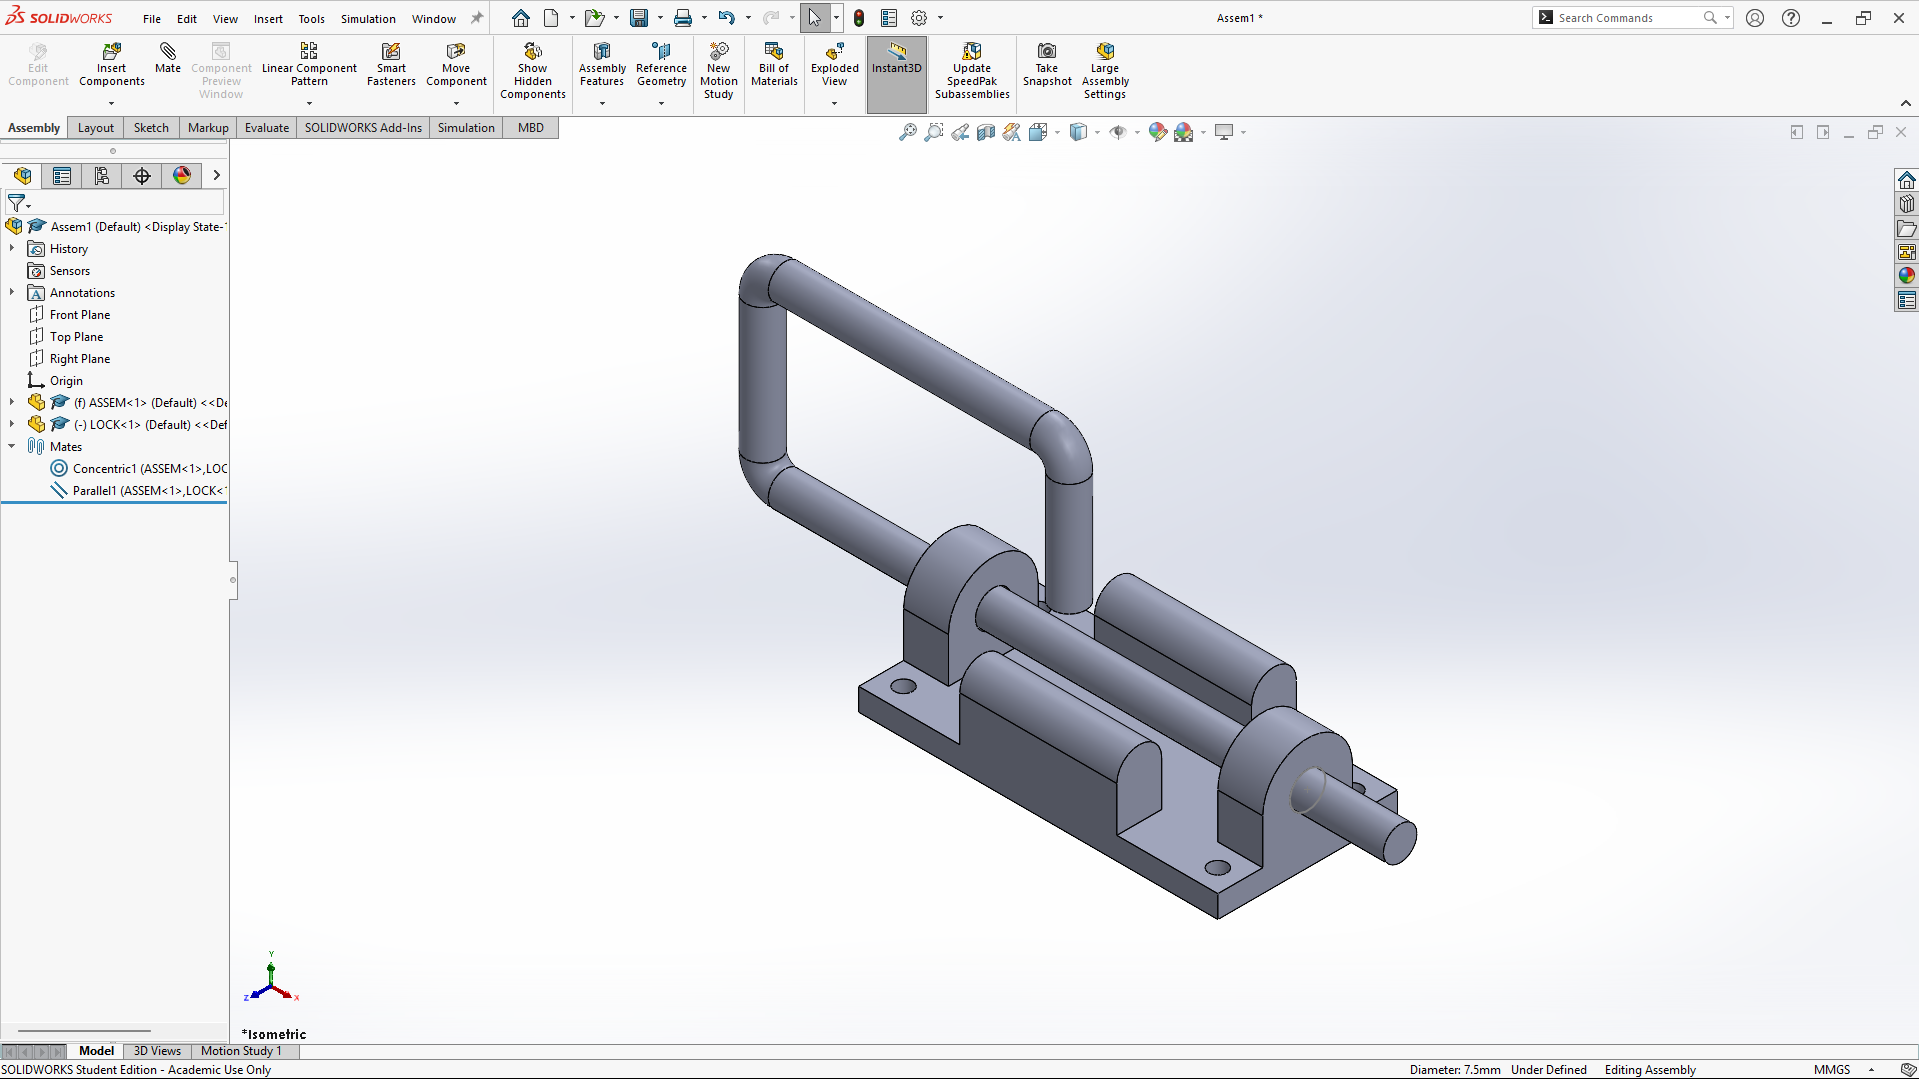 SOLIDWORKS File Edit View Insert Tools Simulation Window Assem1 * Search Commands
Edit Component
Insert Components
Mate
Component Preview Window
Linear Component Pattern
Smart Fasteners
Move Component
Show Hidden Components
Assembly Features
Reference Geometry
New Motion Study
Bill of Materials
Exploded View
Instant3D
Update SpeedPak Subassemblies
Take Snapshot
Large Assembly Settings
Assembly Layout Sketch Markup Evaluate SOLIDWORKS Add-Ins Simulation MBD
Assem1 (Default) <Display State-
History
Sensors
Annotations
Front Plane
Top Plane
Right Plane
Origin
(f) ASSEM<1> (Default) <<De
(-) LOCK<1> (Default) <<Def
Mates
Concentric1 (ASSEM<1>,LOC
Parallel1 (ASSEM<1>,LOCK<
Y
Z X
*Isometric
Model 3D Views Motion Study 1
SOLIDWORKS Student Edition - Academic Use Only Diameter: 7.5mm Under Defined Editing Assembly MMGS